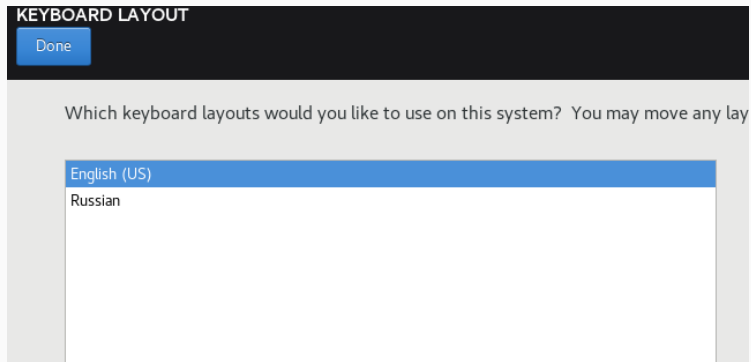 KEYBOARD LAYOUT
Done
Which keyboard layouts would you like to use on this system?  You may move any lay
English (US)
Russian